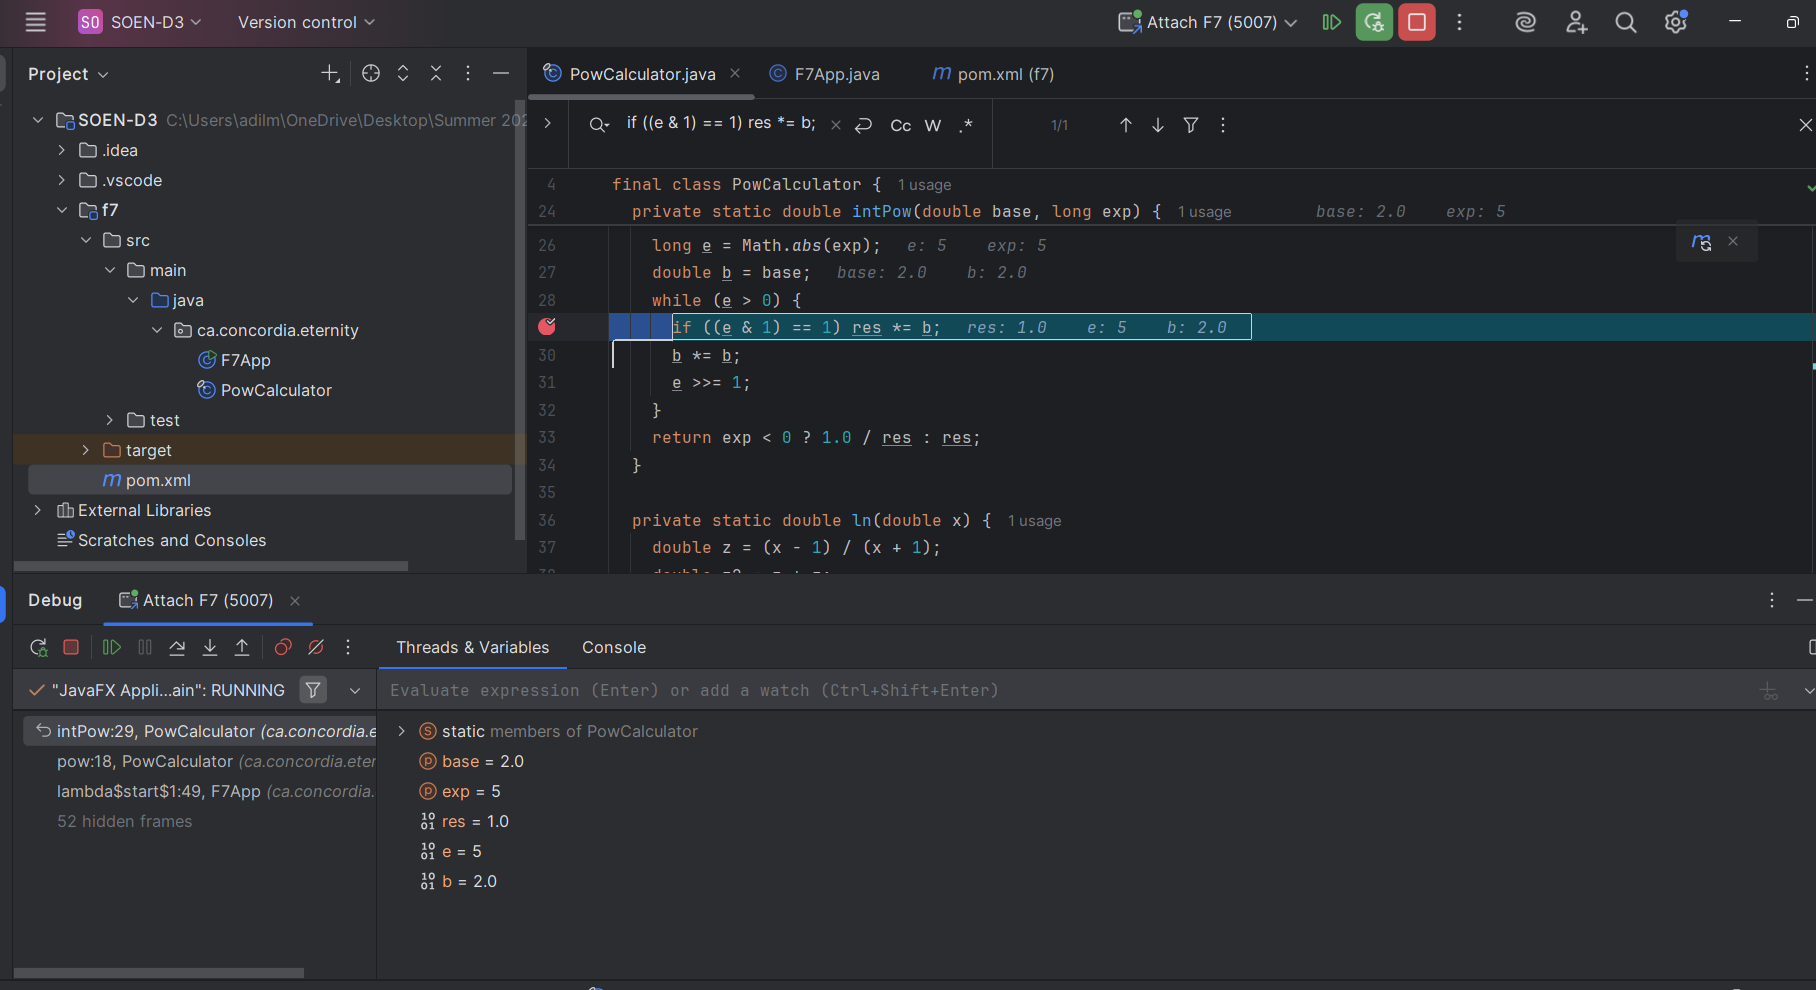 SO SOEN-D3 Version control Attach F7 (5007)
Project
PowCalculator.java F7App.java pom.xml (f7)
SOEN-D3 C:\Users\adilm\OneDrive\Desktop\Summer 202
.idea
.vscode
f7
src
main
java
ca.concordia.eternity
F7App
PowCalculator
test
target
pom.xml
External Libraries
Scratches and Consoles
if ((e & 1) == 1) res *= b; Cc W .* 1/1
4 final class PowCalculator { 1 usage
24 private static double intPow(double base, long exp) { 1 usage base: 2.0 exp: 5
26 long e = Math.abs(exp); e: 5 exp: 5
27 double b = base; base: 2.0 b: 2.0
28 while (e > 0) {
if ((e & 1) == 1) res *= b; res: 1.0 e: 5 b: 2.0
30 b *= b;
31 e >>= 1;
32 }
33 return exp < 0 ? 1.0 / res : res;
34 }
35
36 private static double ln(double x) { 1 usage
37 double z = (x - 1) / (x + 1);
Debug Attach F7 (5007)
Threads & Variables Console
"JavaFX Appli...ain": RUNNING
Evaluate expression (Enter) or add a watch (Ctrl+Shift+Enter)
intPow:29, PowCalculator (ca.concordia.e
pow:18, PowCalculator (ca.concordia.eter
lambda$start$1:49, F7App (ca.concordia.
52 hidden frames
static members of PowCalculator
base = 2.0
exp = 5
res = 1.0
e = 5
b = 2.0